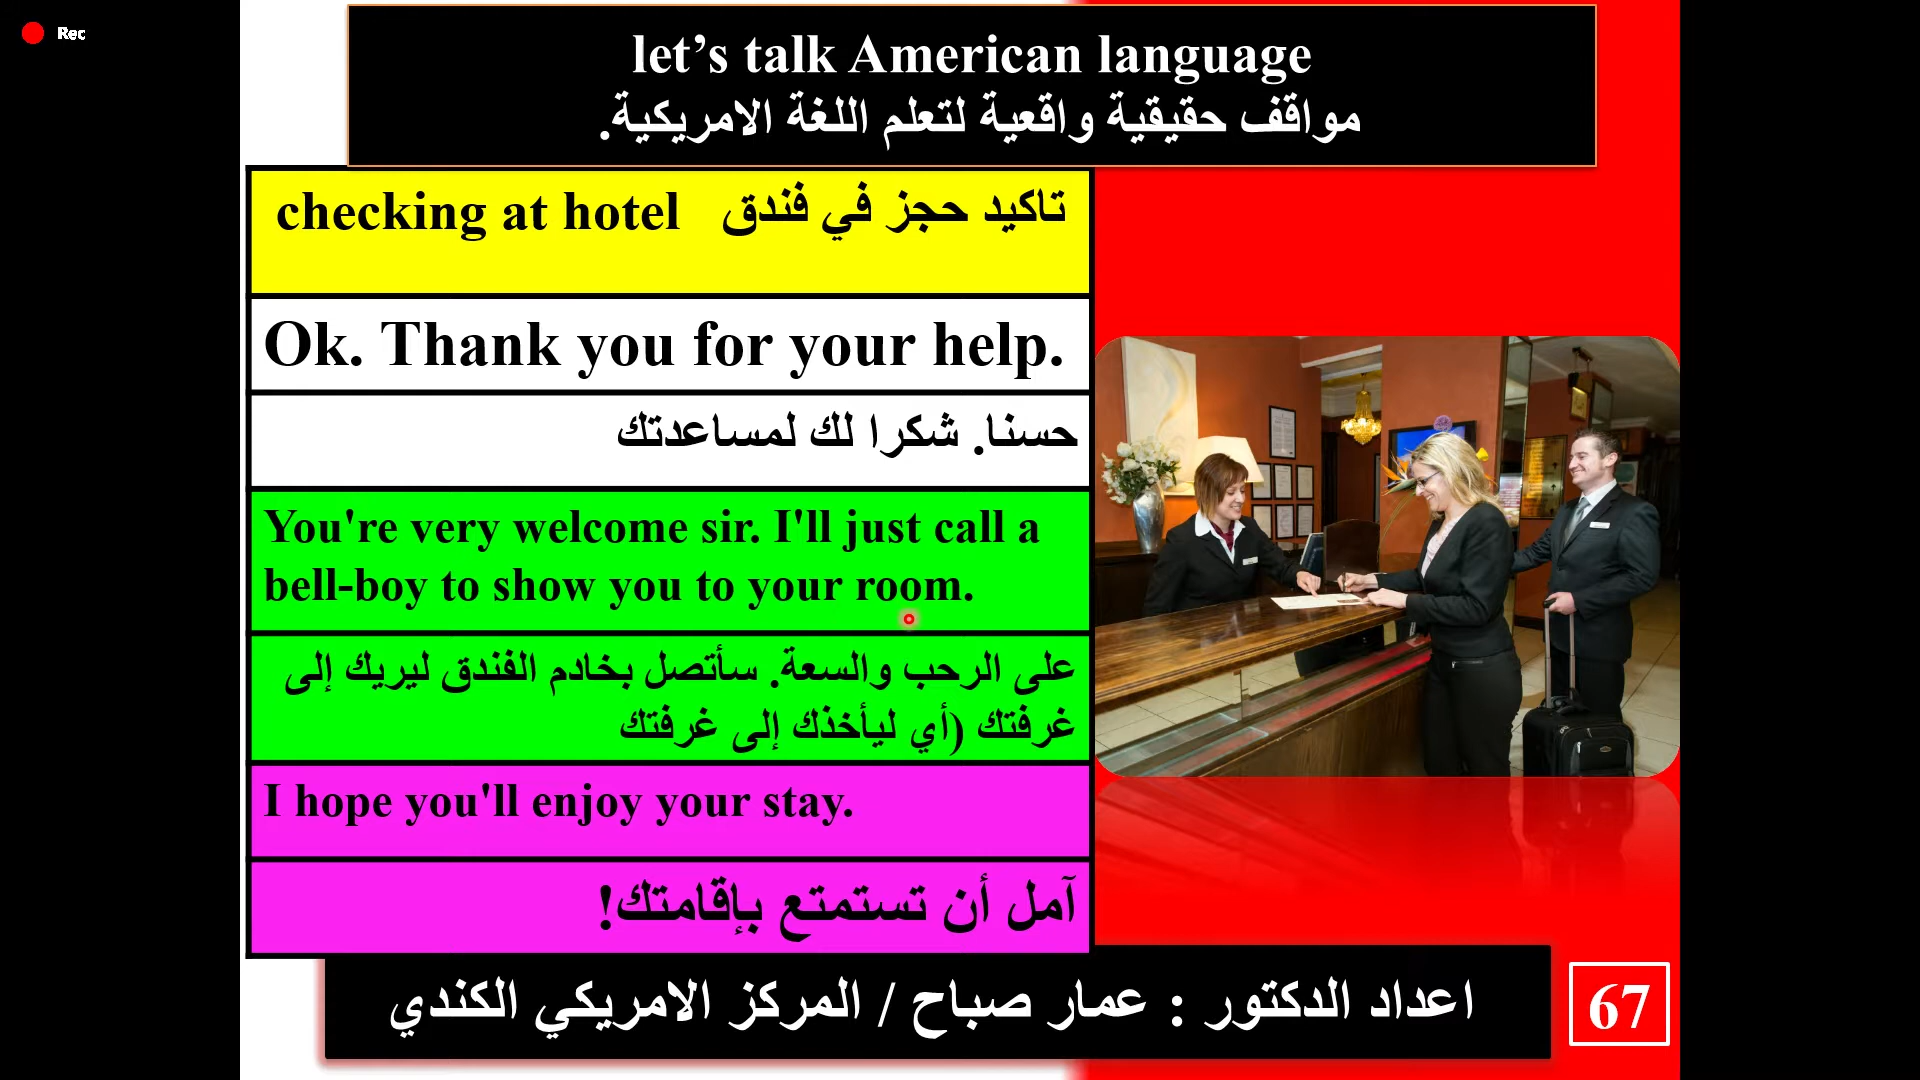 Rec
let’s talk American language
مواقف حقيقية واقعية لتعلم اللغة الامريكية.
checking at hotel تاكيد حجز في فندق
Ok. Thank you for your help.
حسنا. شكرا لك لمساعدتك
You're very welcome sir. I'll just call a
bell-boy to show you to your room.
على الرحب والسعة. سأتصل بخادم الفندق ليريك إلى
غرفتك (أي ليأخذك إلى غرفتك
I hope you'll enjoy your stay.
آمل أن تستمتع بإقامتك!
اعداد الدكتور : عمار صباح / المركز الامريكي الكندي
67